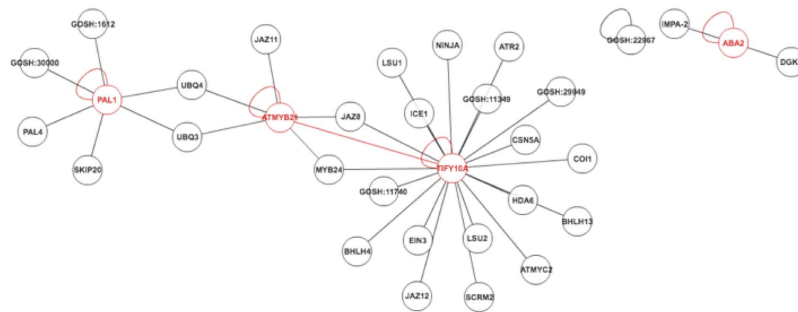 GOSH:1612
GOSH:30000
PAL1
PAL4
SKIP20
UBQ4
UBQ3
JAZ11
ATMYB21
JAZ8
MYB24
LSU1
NINJA
ATR2
ICE1
GOSH:11349
GOSH:29949
CSN5A
COI1
TIFY10A
GOSH:11740
HDA6
BHLH13
BHLH4
EIN3
LSU2
ATMYC2
JAZ12
SCRM2
GOSH:22967
IMPA-2
ABA2
DGK